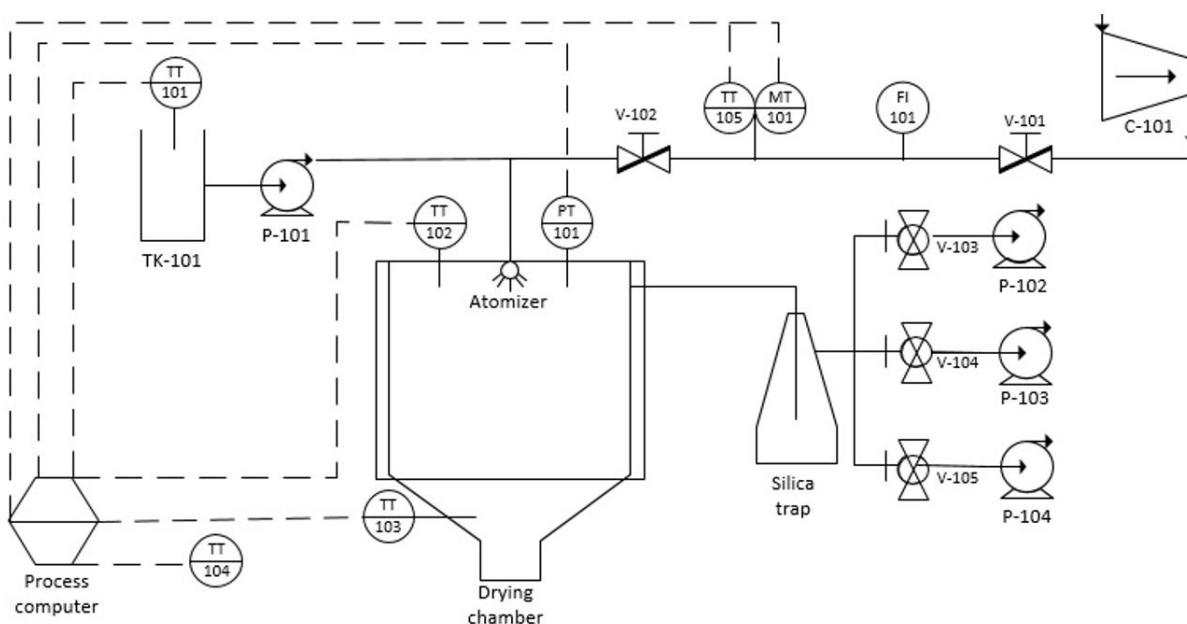 TT
101
TT
105
MT
101
FI
101
V-102
V-101
C-101
P-101
TK-101
TT
102
PT
101
Atomizer
V-103
P-102
V-104
P-103
V-105
P-104
Silica
trap
TT
103
TT
104
Process
computer
Drying
chamber